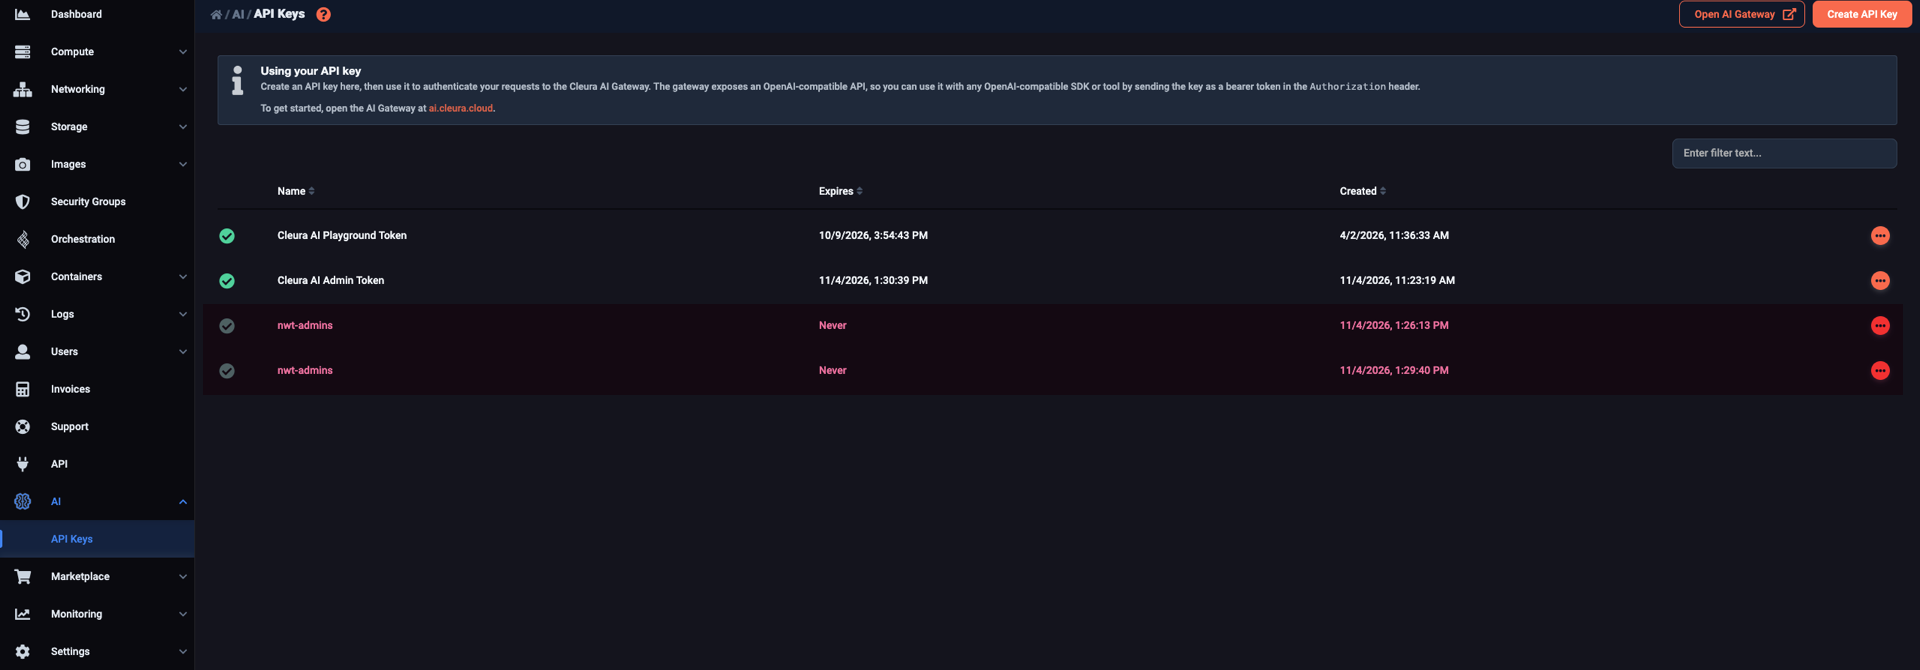 Dashboard
Compute
Networking
Storage
Images
Security Groups
Orchestration
Containers
Logs
Users
Invoices
Support
API
AI
API Keys
Marketplace
Monitoring
Settings
/ AI / API Keys ?
Open AI Gateway
Create API Key
Using your API key
Create an API key here, then use it to authenticate your requests to the Cleura AI Gateway. The gateway exposes an OpenAI-compatible API, so you can use it with any OpenAI-compatible SDK or tool by sending the key as a bearer token in the Authorization header.
To get started, open the AI Gateway at ai.cleura.cloud.
Enter filter text...
Name Expires Created
Cleura AI Playground Token 10/9/2026, 3:54:43 PM 4/2/2026, 11:36:33 AM
Cleura AI Admin Token 11/4/2026, 1:30:39 PM 11/4/2026, 11:23:19 AM
nwt-admins Never 11/4/2026, 1:26:13 PM
nwt-admins Never 11/4/2026, 1:29:40 PM